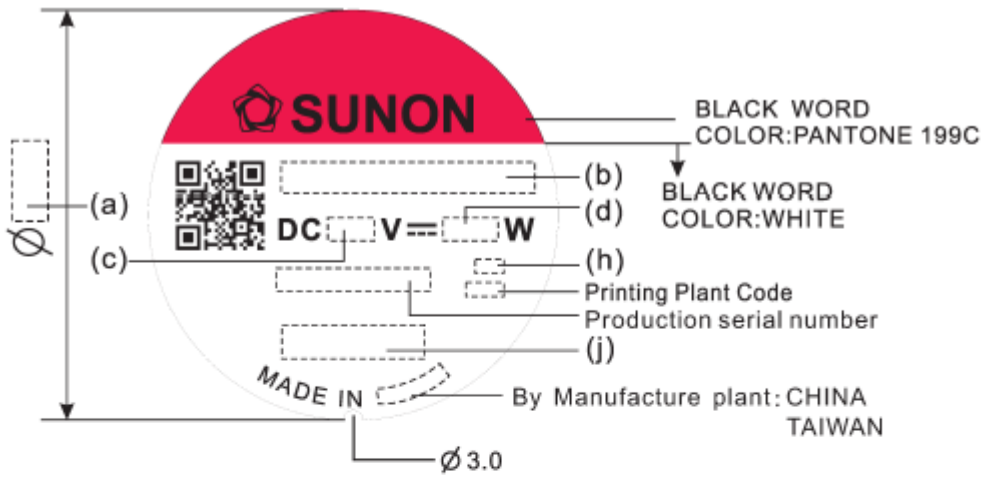 SUNON
BLACK WORD
COLOR:PANTONE 199C
(b)
BLACK WORD
COLOR:WHITE
(a)
(d)
DC V⎓ W
(c)
(h)
Printing Plant Code
Production serial number
(j)
MADE IN
By Manufacture plant: CHINA
TAIWAN
Ø
Ø3.0